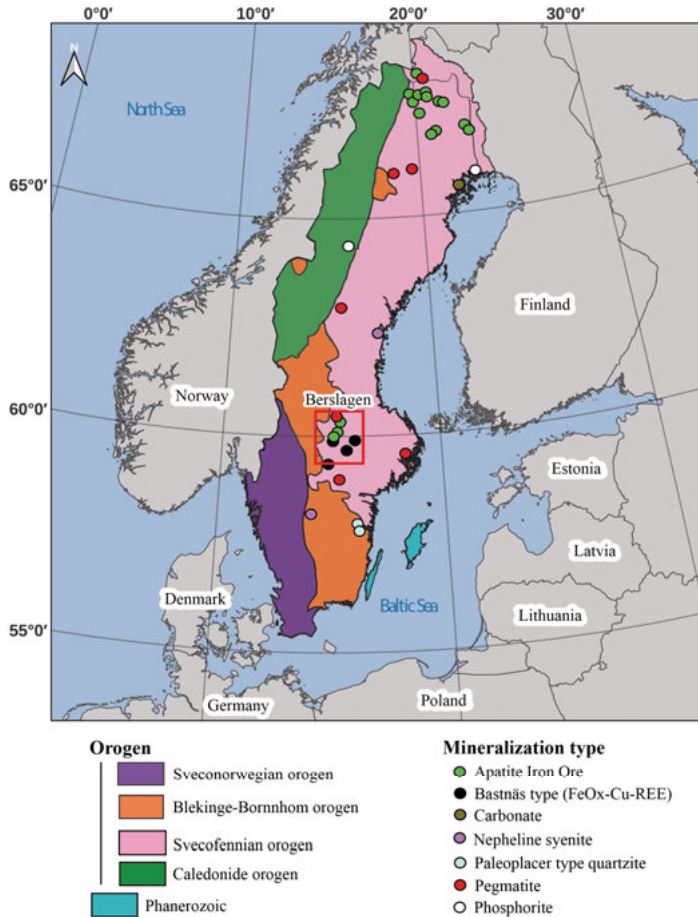 0°0′ 10°0′ 20°0′ 30°0′
N
North Sea
65°0′
Finland
Norway
Berslagen
60°0′
Estonia
Latvia
Denmark
Baltic Sea
Lithuania
55°0′
Germany
Poland
Orogen
Sveconorwegian orogen
Blekinge-Bornnhom orogen
Svecofennian orogen
Caledonide orogen
Phanerozoic
Mineralization type
Apatite Iron Ore
Bastnäs type (FeOx-Cu-REE)
Carbonate
Nepheline syenite
Paleoplacer type quartzite
Pegmatite
Phosphorite